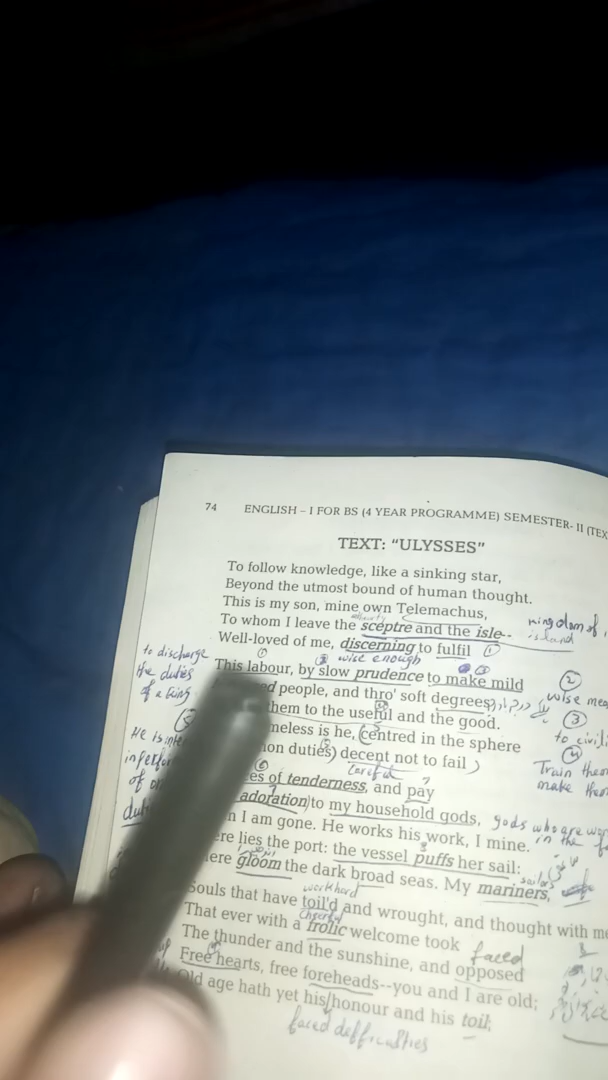 74 ENGLISH – I FOR BS (4 YEAR PROGRAMME) SEMESTER- II (TEX
TEXT: "ULYSSES"
To follow knowledge, like a sinking star,
Beyond the utmost bound of human thought.
This is my son, mine own Telemachus,
To whom I leave the sceptre and the isle--
island
Well-loved of me, discerning to fulfil ①
to discharge
wise enough
This labour, by slow prudence to make mild
the duties
②
people, and thro' soft degrees
of a king
wise
③
them to the useful and the good.
to
meless is he, centred in the sphere
He is
on duties) decent not to fail )
Train them
make
careful
es of tenderness, and pay
adoration) to my household gods, gods who are
in the
I am gone. He works his work, I mine.
re lies the port: the vessel puffs her sail:
sailors
ere gloom the dark broad seas. My mariners,
work hard
Souls that have toil'd and wrought, and thought with me
cheerful
That ever with a frolic welcome took faced
The thunder and the sunshine, and opposed
Free hearts, free foreheads--you and I are old;
Old age hath yet his honour and his toil;
faced difficulties